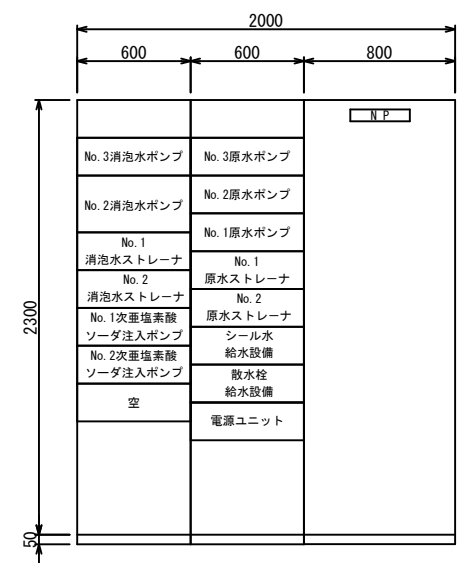 2000
600
600
800
N P
No.3消泡水ポンプ
No.3原水ポンプ
No.2消泡水ポンプ
No.2原水ポンプ
No.1原水ポンプ
No.1
消泡水ストレーナ
No.1
原水ストレーナ
No.2
消泡水ストレーナ
No.2
原水ストレーナ
No.1次亜塩素酸
ソーダ注入ポンプ
シール水
給水設備
No.2次亜塩素酸
ソーダ注入ポンプ
散水栓
給水設備
空
電源ユニット
2300
50